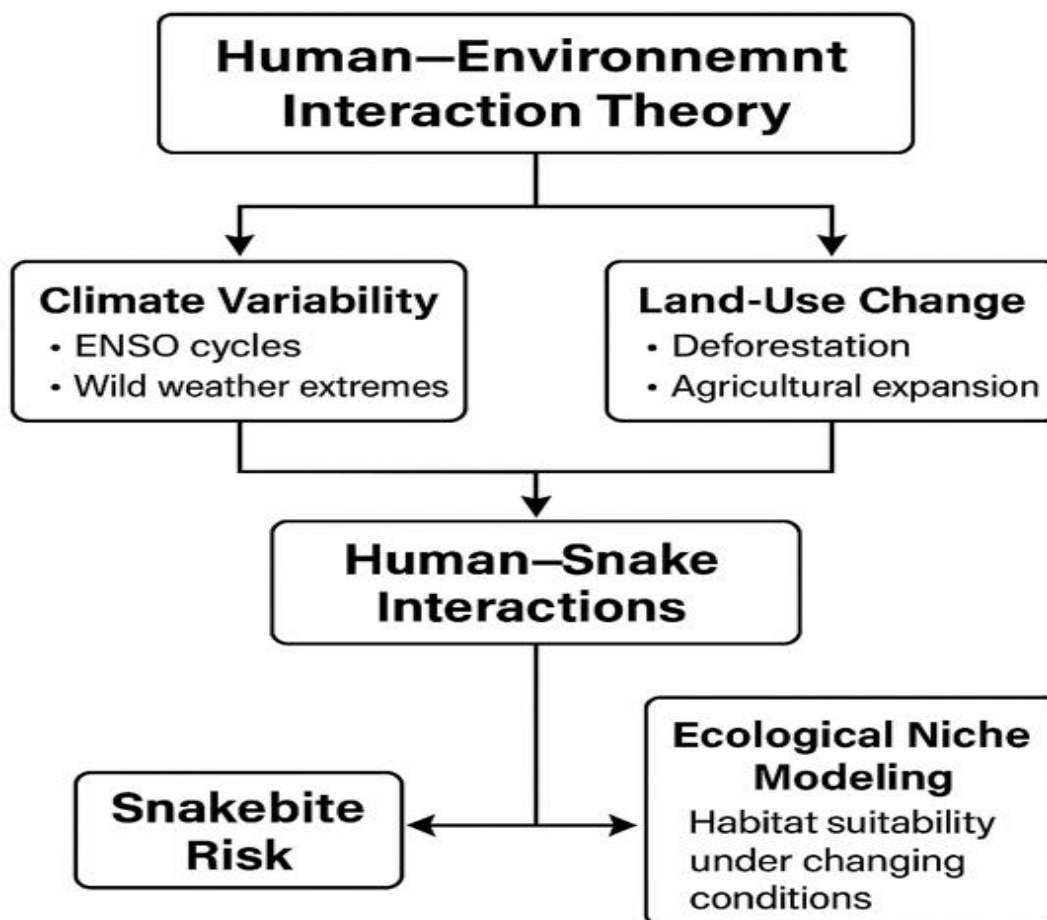 Human—Environnemnt
Interaction Theory
Climate Variability
• ENSO cycles
• Wild weather extremes
Land-Use Change
• Deforestation
• Agricultural expansion
Human—Snake
Interactions
Snakebite
Risk
Ecological Niche
Modeling
Habitat suitability
under changing
conditions